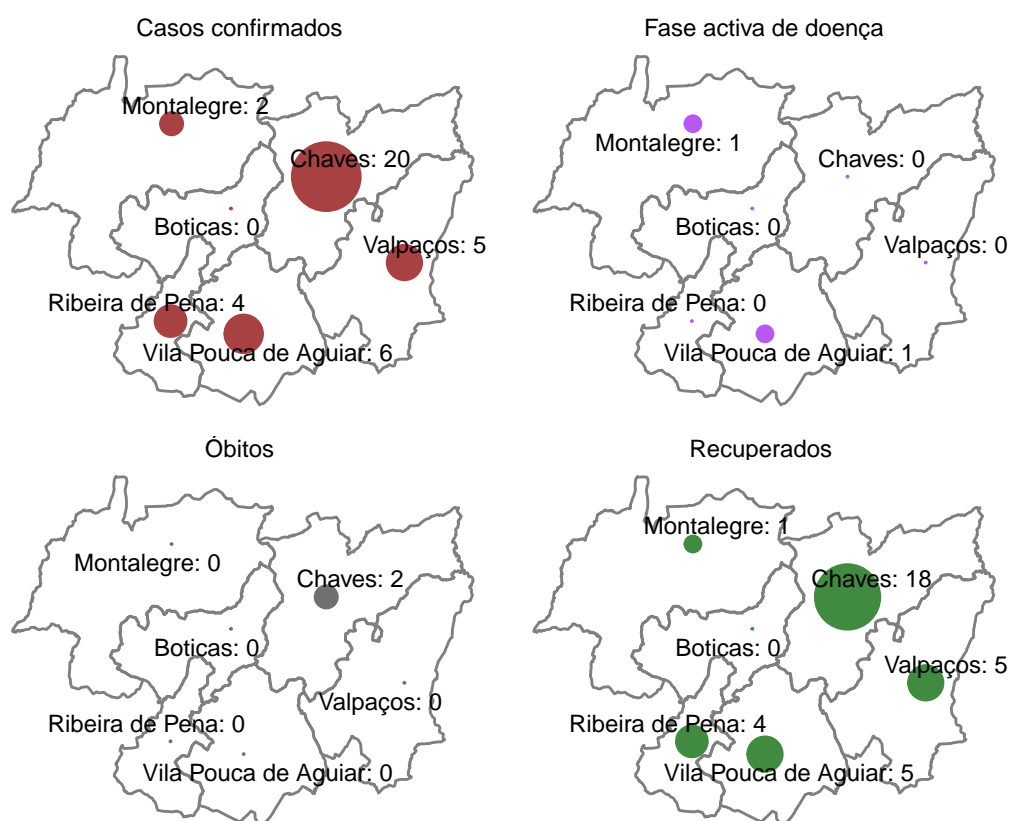 Casos confirmados
Montalegre: 2
Chaves: 20
Boticas: 0
Valpaços: 5
Ribeira de Pena: 4
Vila Pouca de Aguiar: 6
Fase activa de doença
Montalegre: 1
Chaves: 0
Boticas: 0
Valpaços: 0
Ribeira de Pena: 0
Vila Pouca de Aguiar: 1
Óbitos
Montalegre: 0
Chaves: 2
Boticas: 0
Valpaços: 0
Ribeira de Pena: 0
Vila Pouca de Aguiar: 0
Recuperados
Montalegre: 1
Chaves: 18
Boticas: 0
Valpaços: 5
Ribeira de Pena: 4
Vila Pouca de Aguiar: 5